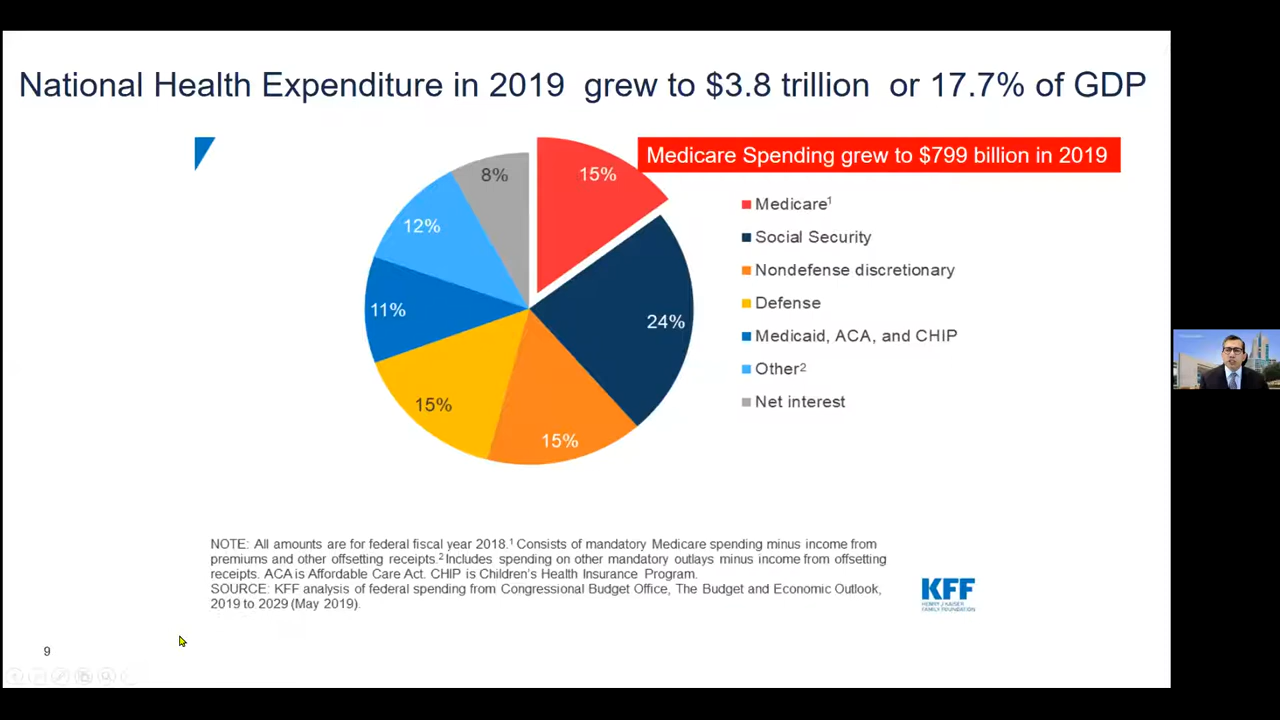 National Health Expenditure in 2019 grew to $3.8 trillion or 17.7% of GDP
Medicare Spending grew to $799 billion in 2019
8%
15%
12%
11%
24%
15%
15%
Medicare¹
Social Security
Nondefense discretionary
Defense
Medicaid, ACA, and CHIP
Other²
Net interest
NOTE: All amounts are for federal fiscal year 2018.¹ Consists of mandatory Medicare spending minus income from
premiums and other offsetting receipts.² Includes spending on other mandatory outlays minus income from offsetting
receipts. ACA is Affordable Care Act. CHIP is Children's Health Insurance Program.
SOURCE: KFF analysis of federal spending from Congressional Budget Office, The Budget and Economic Outlook,
2019 to 2029 (May 2019).
KFF
HENRY J KAISER
FAMILY FOUNDATION
9